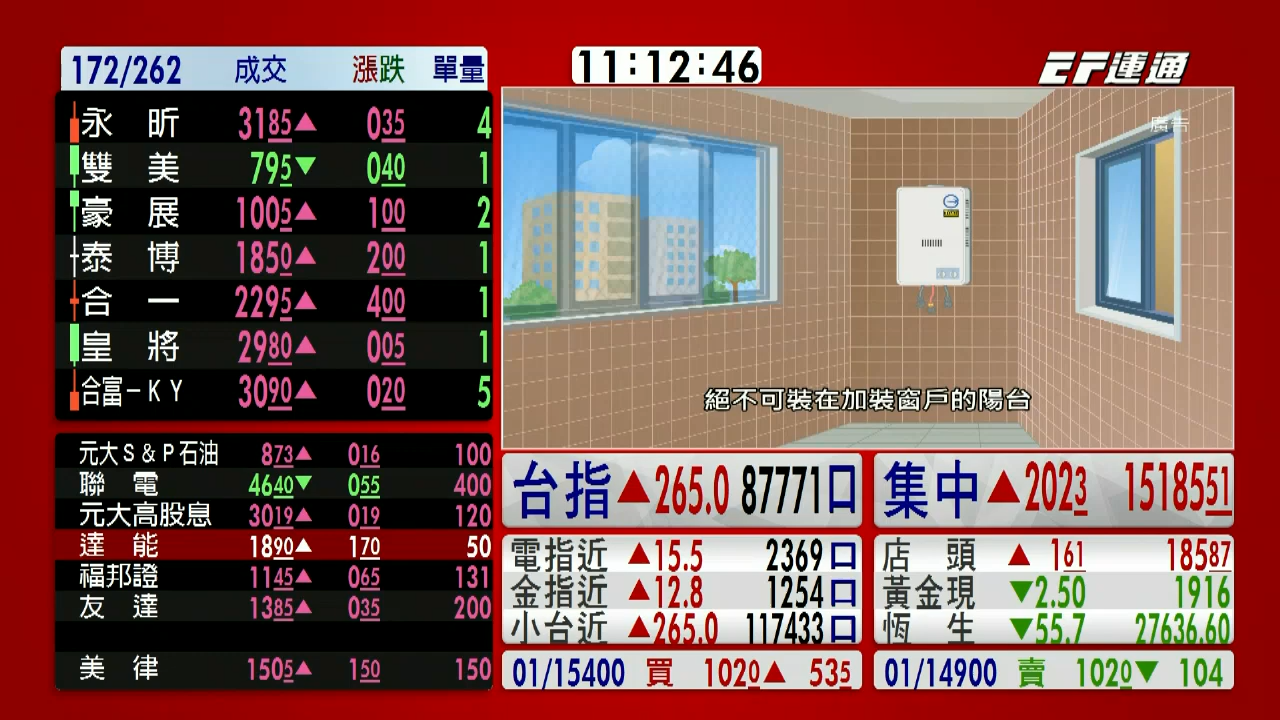 172/262 成交 漲跌 單量
永昕 3185▲ 035 4
雙美 795▼ 040 1
豪展 1005▲ 100 2
泰博 1850▲ 200 1
合一 2295▲ 400 1
皇將 2980▲ 005 1
合富－KY 3090▲ 020 5
元大S&P石油 873▲ 016 100
聯電 4640▼ 055 400
元大高股息 3019▲ 019 120
達能 1890▲ 170 50
福邦證 1145▲ 065 131
友達 1385▲ 035 200
美律 1505▲ 150 150
11:12:46
運通
廣告
絕不可裝在加裝窗戶的陽台
台指▲265.0 87771口
集中▲2023 1518551
電指近 ▲15.5 2369口
金指近 ▲12.8 1254口
小台近 ▲265.0 117433口
店頭 ▲161 18587
黃金現 ▼2.50 1916
恆生 ▼55.7 27636.60
01/15400 買 1020▲ 535
01/14900 賣 1020▼ 104